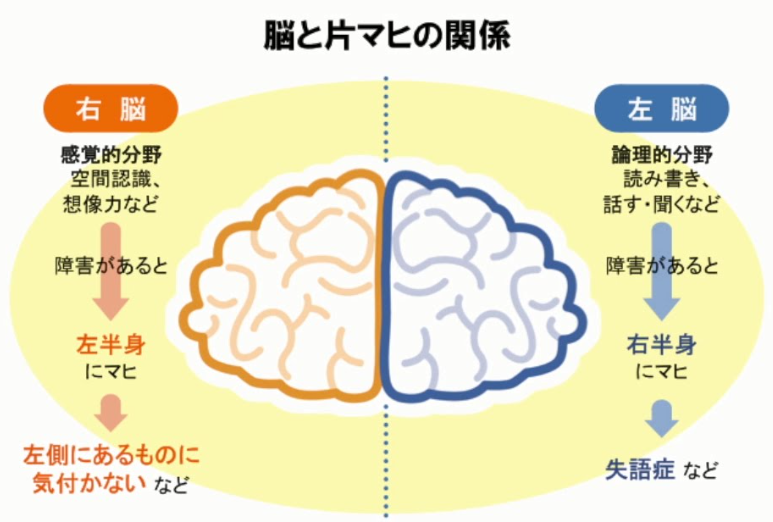 脳と片マヒの関係
右 脳
感覚的分野
空間認識、
想像力など
障害があると
左半身
にマヒ
左側にあるものに
気付かない など
左 脳
論理的分野
読み書き、
話す・聞くなど
障害があると
右半身
にマヒ
失語症 など